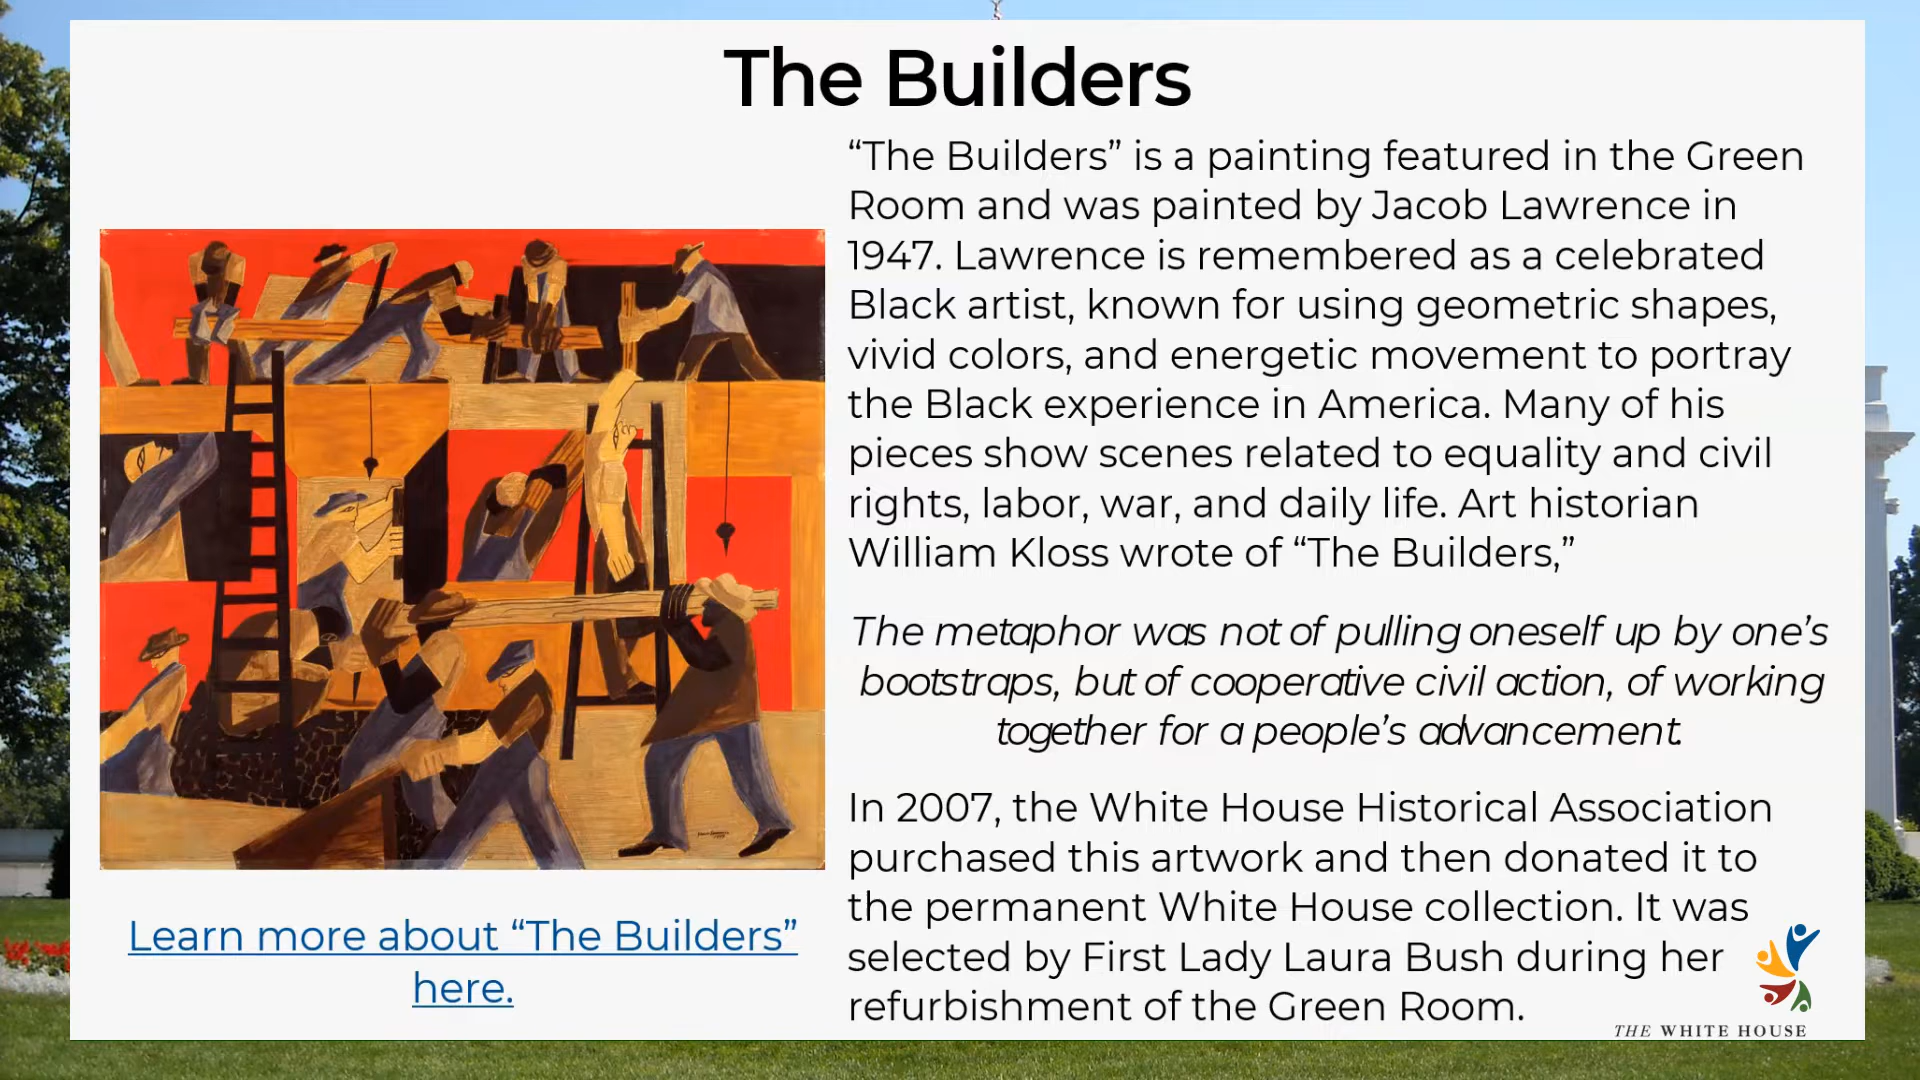 The Builders
“The Builders” is a painting featured in the Green
Room and was painted by Jacob Lawrence in
1947. Lawrence is remembered as a celebrated
Black artist, known for using geometric shapes,
vivid colors, and energetic movement to portray
the Black experience in America. Many of his
pieces show scenes related to equality and civil
rights, labor, war, and daily life. Art historian
William Kloss wrote of “The Builders,”
The metaphor was not of pulling oneself up by one’s
bootstraps, but of cooperative civil action, of working
together for a people’s advancement.
In 2007, the White House Historical Association
purchased this artwork and then donated it to
the permanent White House collection. It was
selected by First Lady Laura Bush during her
refurbishment of the Green Room.
Learn more about “The Builders”
here.
THE WHITE HOUSE